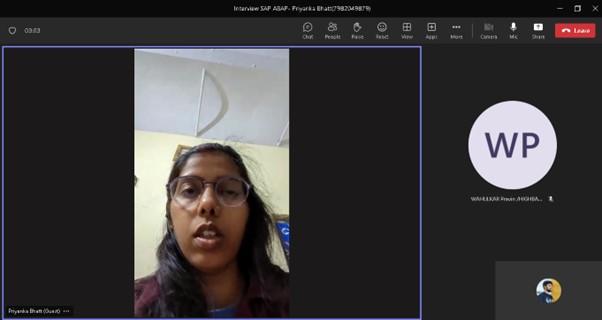 Interview SAP ABAP- Priyanka Bhatt(7982049879)
03:03
Chat
People
Raise
React
View
Apps
More
Camera
Mic
Share
Leave
WP
WAHULKAR Pravin /HIGHBA...
Priyanka Bhatt (Guest)